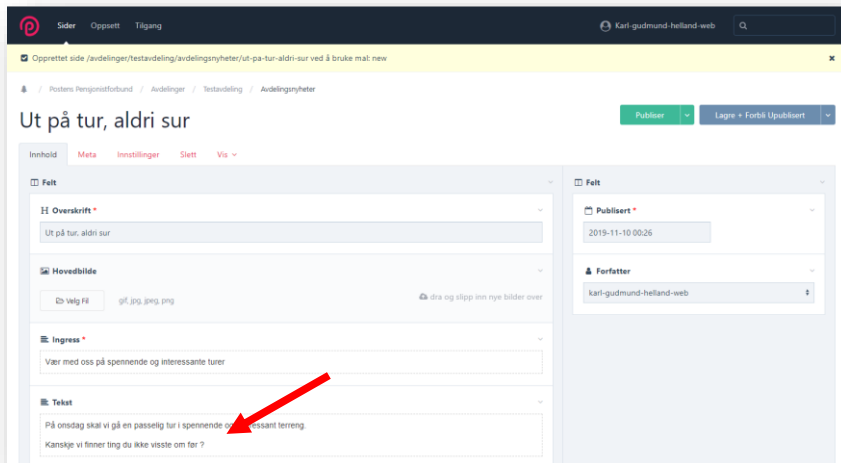 Sider Oppsett Tilgang Karl-gudmund-helland-web
Opprettet side /avdelinger/testavdeling/avdelingsnyheter/ut-pa-tur-aldri-sur ved å bruke mal: new
/ Postens Pensjonistforbund / Avdelinger / Testavdeling / Avdelingsnyheter
Ut på tur, aldri sur
Publiser Lagre + Forbli Upublisert
Innhold Meta Innstillinger Slett Vis
Felt
Overskrift *
Ut på tur, aldri sur
Hovedbilde
Velg Fil gif, jpg, jpeg, png dra og slipp inn nye bilder over
Ingress *
Vær med oss på spennende og interessante turer
Tekst
På onsdag skal vi gå en passelig tur i spennende essant terreng.
Kanskje vi finner ting du ikke visste om før ?
Felt
Publisert *
2019-11-10 00:26
Forfatter
karl-gudmund-helland-web